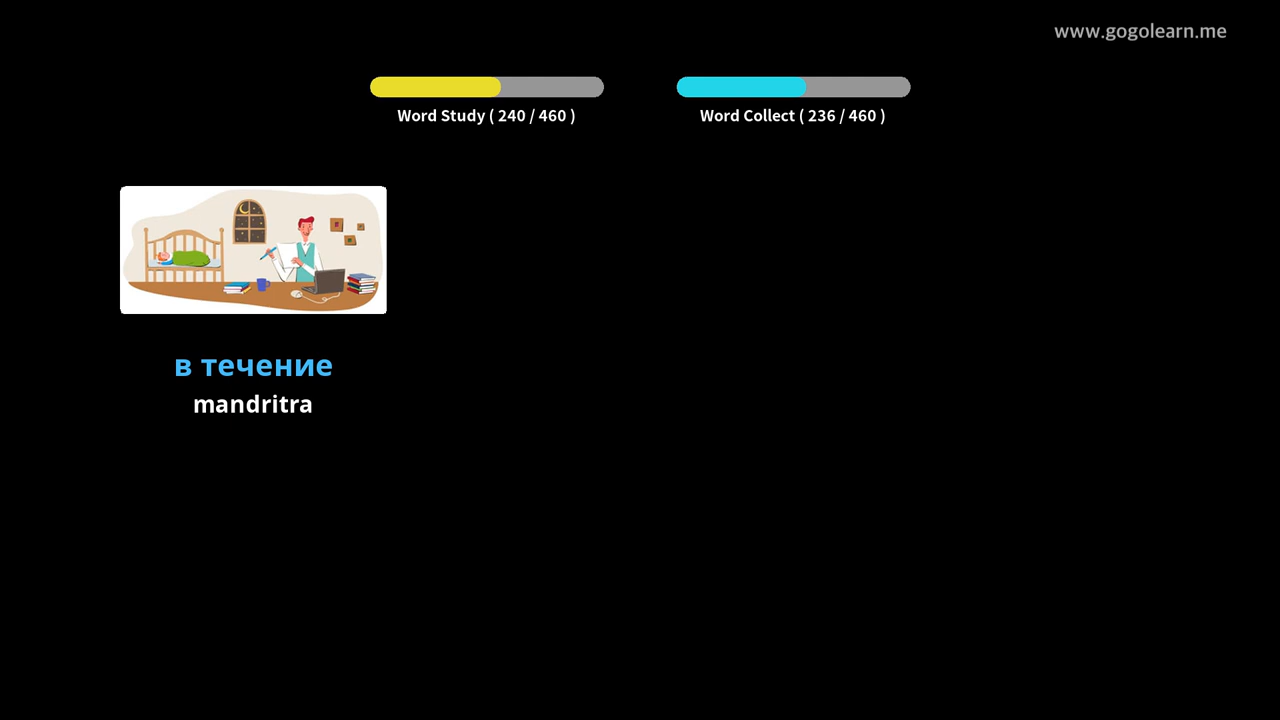 www.gogolearn.me
Word Study ( 240 / 460 )
Word Collect ( 236 / 460 )
в течение
mandritra